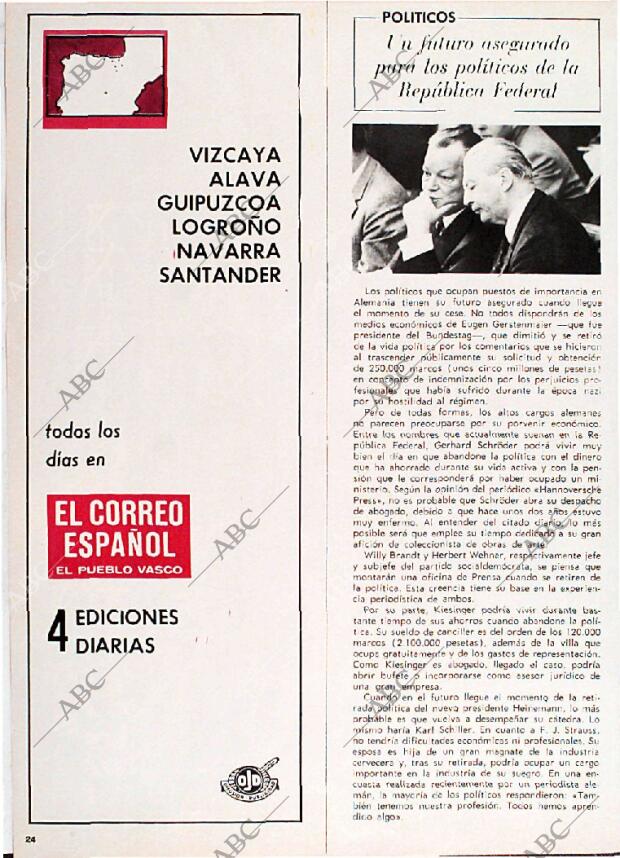 VIZCAYA
ALAVA
GUIPUZCOA
LOGROÑO
NAVARRA
SANTANDER
todos los
días en
EL CORREO
ESPAÑOL
EL PUEBLO VASCO
4 EDICIONES
DIARIAS
OJD
24
POLITICOS
Un futuro asegurado
para los políticos de la
República Federal
Los políticos que ocupan puestos de importancia en
Alemania tienen su futuro asegurado cuando llegue
el momento de su cese. No todos dispondrán de los
medios económicos de Eugen Gerstenmaier —que fue
presidente del Bundestag—, que dimitió y se retiró
de la vida política por los comentarios que se hicieron
al trascender públicamente su solicitud y obtención
de 250.000 marcos (unos cinco millones de pesetas)
en concepto de indemnización por los perjuicios pro-
fesionales que había sufrido durante la época nazi
por su hostilidad al régimen.
Pero de todas formas, los altos cargos alemanes
no parecen preocuparse por su porvenir económico.
Entre los nombres que actualmente suenan en la Re-
pública Federal, Gerhard Schröder podrá vivir muy
bien el día en que abandone la política con el dinero
que ha ahorrado durante su vida activa y con la pen-
sión que le corresponderá por haber ocupado un mi-
nisterio. Según la opinión del periódico «Hannoversche
Press», no es probable que Schröder abra su despacho
de abogado, debido a que hace unos dos años estuvo
muy enfermo. Al entender del citado diario, lo más
posible será que emplee su tiempo dedicado a su gran
afición de coleccionista de obras de arte.
Willy Brandt y Herbert Wehner, respectivamente jefe
y subjefe del partido socialdemócrata, se piensa que
montarán una oficina de Prensa cuando se retiren de
la política. Esta creencia tiene su base en la experien-
cia periodística de ambos.
Por su parte, Kiesinger podría vivir durante bas-
tante tiempo de sus ahorros cuando abandone la polí-
tica. Su sueldo de canciller es del orden de los 120.000
marcos (2.100.000 pesetas), además de la villa que
ocupa gratuitamente y de los gastos de representación.
Como Kiesinger es abogado, llegado el caso, podría
abrir bufete o incorporarse como asesor jurídico de
una gran empresa.
Cuando en el futuro llegue el momento de la reti-
rada política del nuevo presidente Heinemann, lo más
probable es que vuelva a desempeñar su cátedra. Lo
mismo haría Karl Schiller. En cuanto a F. J. Strauss,
no tendría dificultades económicas ni profesionales. Su
esposa es hija de un gran magnate de la industria
cervecera y, tras su retirada, podría ocupar un cargo
importante en la industria de su suegro. En una en-
cuesta realizada recientemente por un periodista ale-
mán, la mayoría de los políticos respondieron: «Tam-
bién tenemos nuestra profesión. Todos hemos apren-
dido algo».